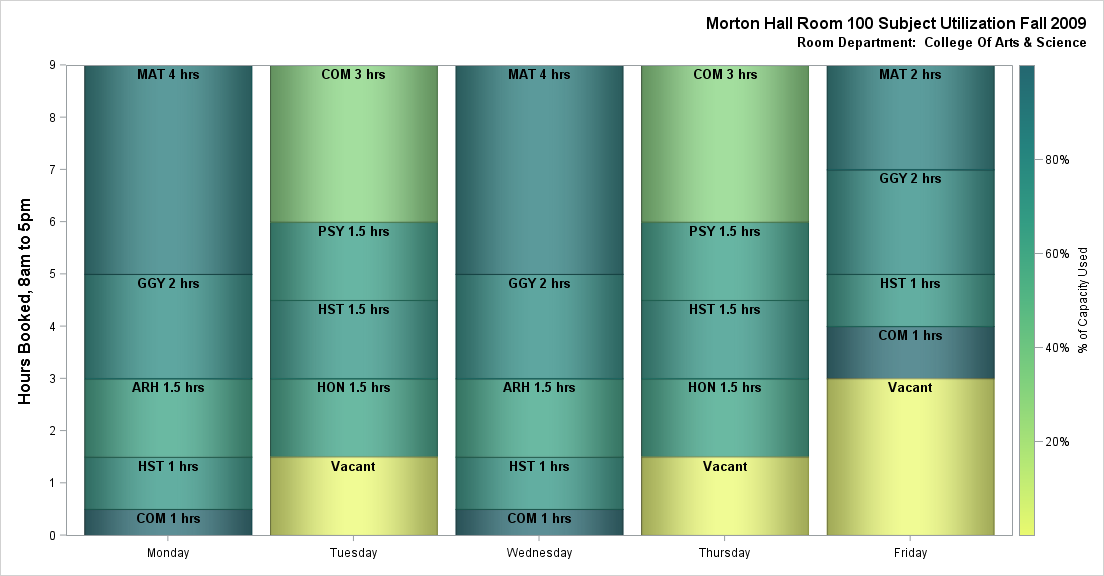 Morton Hall Room 100 Subject Utilization Fall 2009
Room Department: College Of Arts & Science
Hours Booked, 8am to 5pm
9
8
7
6
5
4
3
2
1
0
MAT 4 hrs
GGY 2 hrs
ARH 1.5 hrs
HST 1 hrs
COM 1 hrs
Monday
COM 3 hrs
PSY 1.5 hrs
HST 1.5 hrs
HON 1.5 hrs
Vacant
Tuesday
MAT 4 hrs
GGY 2 hrs
ARH 1.5 hrs
HST 1 hrs
COM 1 hrs
Wednesday
COM 3 hrs
PSY 1.5 hrs
HST 1.5 hrs
HON 1.5 hrs
Vacant
Thursday
MAT 2 hrs
GGY 2 hrs
HST 1 hrs
COM 1 hrs
Vacant
Friday
80%
60%
40%
20%
% of Capacity Used